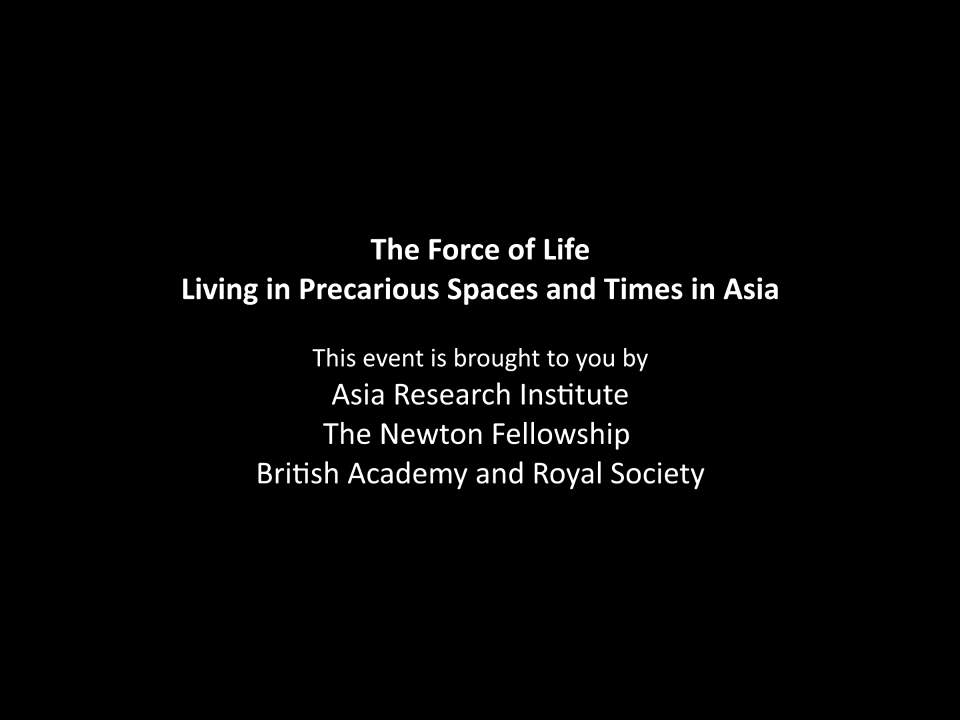 The Force of Life
Living in Precarious Spaces and Times in Asia
This event is brought to you by
Asia Research Institute
The Newton Fellowship
British Academy and Royal Society